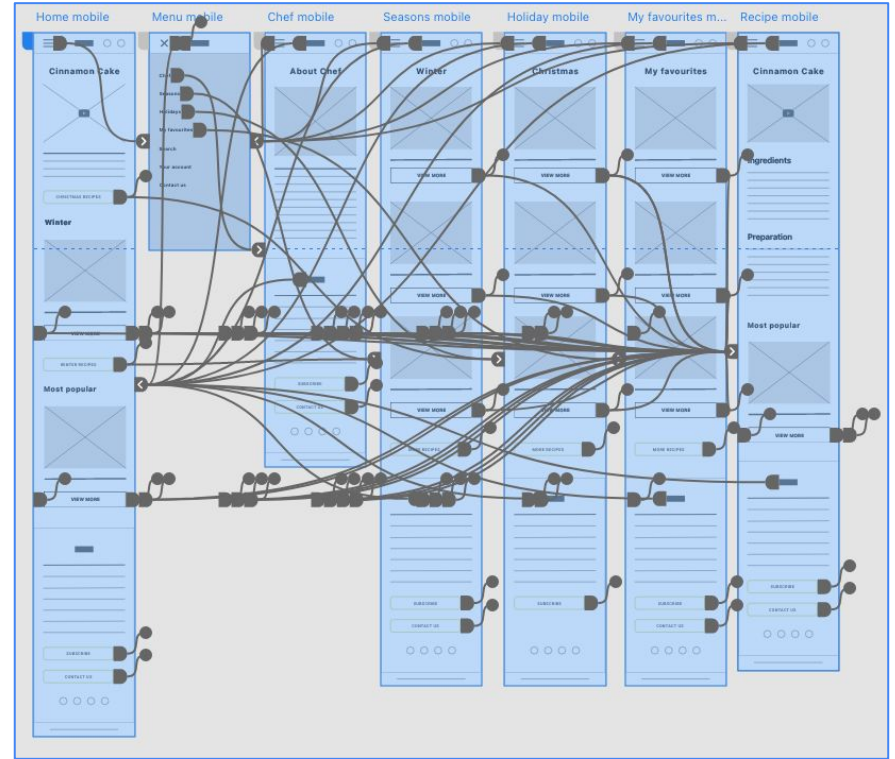 Home mobile
Menu mobile
Chef mobile
Seasons mobile
Holiday mobile
My favourites m...
Recipe mobile
Cinnamon Cake
CHRISTMAS RECIPES
Winter
VIEW MORE
WINTER RECIPES
Most popular
VIEW MORE
SUBSCRIBE
CONTACT US
Seasons
Holidays
My favourites
Search
Your account
Contact us
About Chef
SUBSCRIBE
CONTACT US
Winter
VIEW MORE
VIEW MORE
VIEW MORE
MORE RECIPES
SUBSCRIBE
CONTACT US
Christmas
VIEW MORE
VIEW MORE
VIEW MORE
MORE RECIPES
SUBSCRIBE
My favourites
VIEW MORE
VIEW MORE
VIEW MORE
MORE RECIPES
SUBSCRIBE
CONTACT US
Cinnamon Cake
Ingredients
Preparation
Most popular
VIEW MORE
SUBSCRIBE
CONTACT US